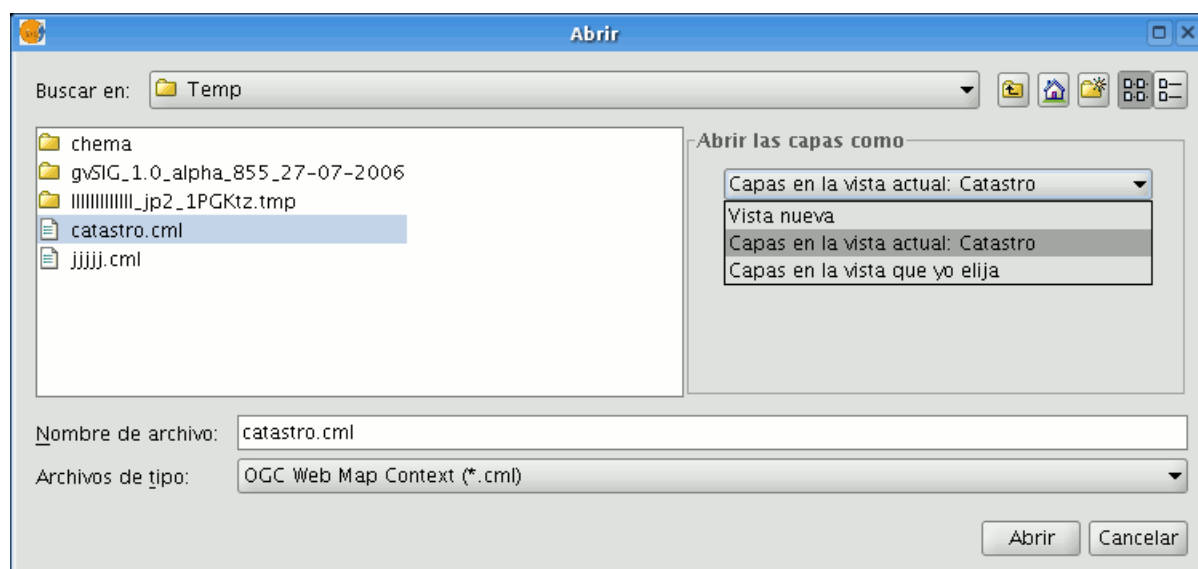 Abrir
Buscar en: Temp
chema
gvSIG_1.0_alpha_855_27-07-2006
lllllllllllll_jp2_1PGKtz.tmp
catastro.cml
jjjjj.cml
Abrir las capas como
Capas en la vista actual: Catastro
Vista nueva
Capas en la vista actual: Catastro
Capas en la vista que yo elija
Nombre de archivo: catastro.cml
Archivos de tipo: OGC Web Map Context (*.cml)
Abrir Cancelar